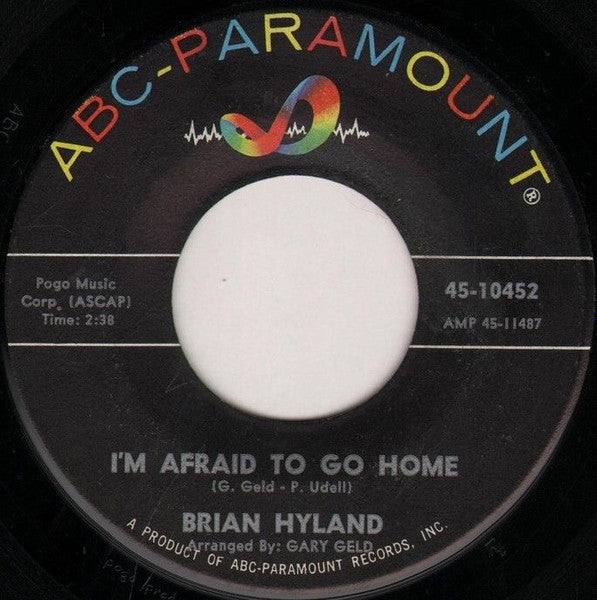 ABC-PARAMOUNT®
Pogo Music
Corp. (ASCAP)
Time: 2:38
45-10452
AMP 45-11487
I'M AFRAID TO GO HOME
(G. Geld - P. Udell)
BRIAN HYLAND
Arranged By: GARY GELD
A PRODUCT OF ABC-PARAMOUNT RECORDS, INC.